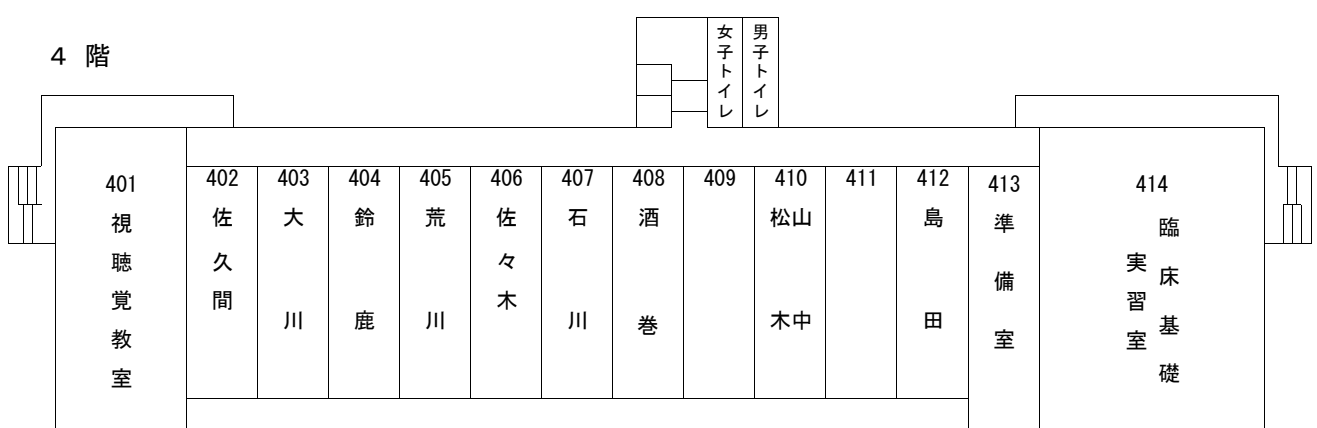 4 階
女子トイレ
男子トイレ
401
視聴覚教室
402
佐久間
403
大川
404
鈴鹿
405
荒川
406
佐々木
407
石川
408
酒巻
409
410
山中
松木
411
412
島田
413
準備室
414
臨床基礎
実習室